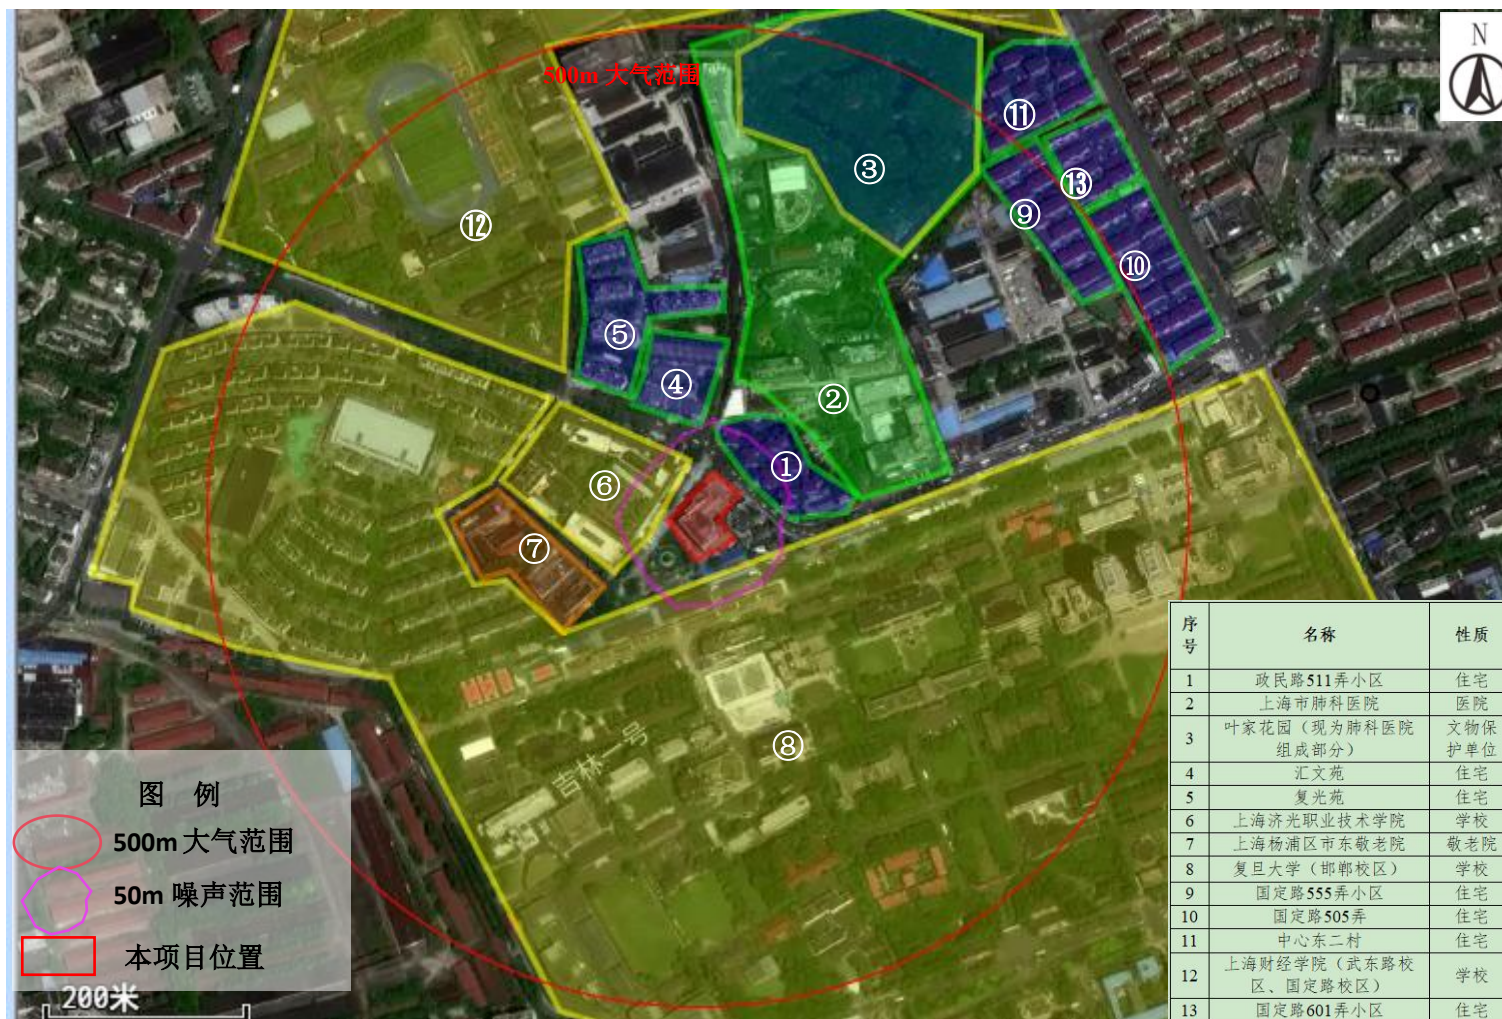 N
500m 大气范围
⑪
③
⑬
⑨
⑫
⑩
⑤
④
②
①
⑥
⑦
吉林一号
⑧
图 例
500m 大气范围
50m 噪声范围
本项目位置
200米
序号 名称 性质
1 政民路511弄小区 住宅
2 上海市肺科医院 医院
3 叶家花园（现为肺科医院组成部分） 文物保护单位
4 汇文苑 住宅
5 复光苑 住宅
6 上海济光职业技术学院 学校
7 上海杨浦区市东敬老院 敬老院
8 复旦大学（邯郸校区） 学校
9 国定路555弄小区 住宅
10 国定路505弄 住宅
11 中心东二村 住宅
12 上海财经学院（武东路校区、国定路校区） 学校
13 国定路601弄小区 住宅